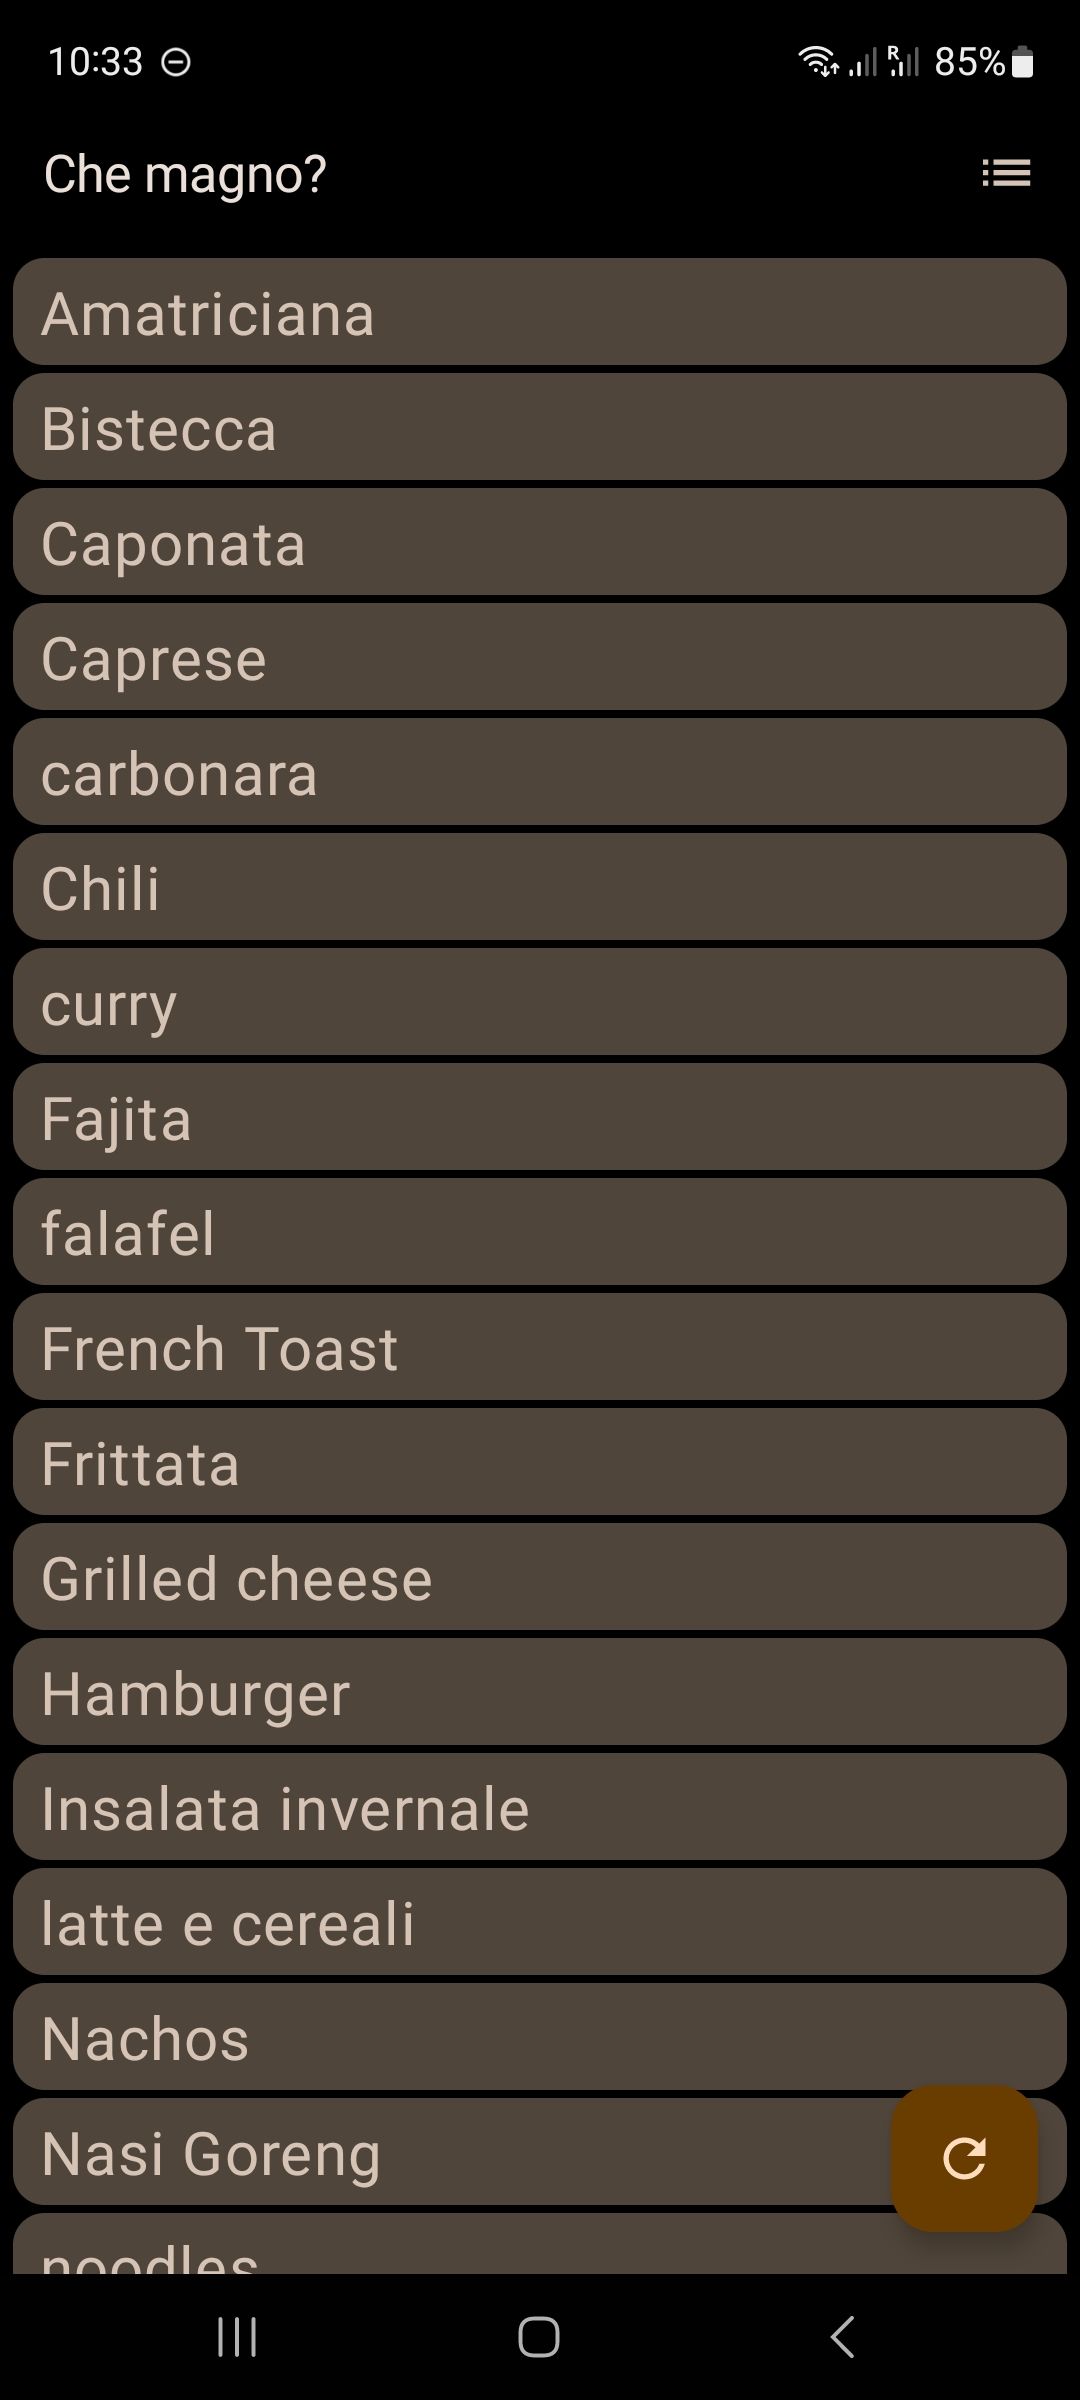 10:33
R
85%
Che magno?
Amatriciana
Bistecca
Caponata
Caprese
carbonara
Chili
curry
Fajita
falafel
French Toast
Frittata
Grilled cheese
Hamburger
Insalata invernale
latte e cereali
Nachos
Nasi Goreng
noodles